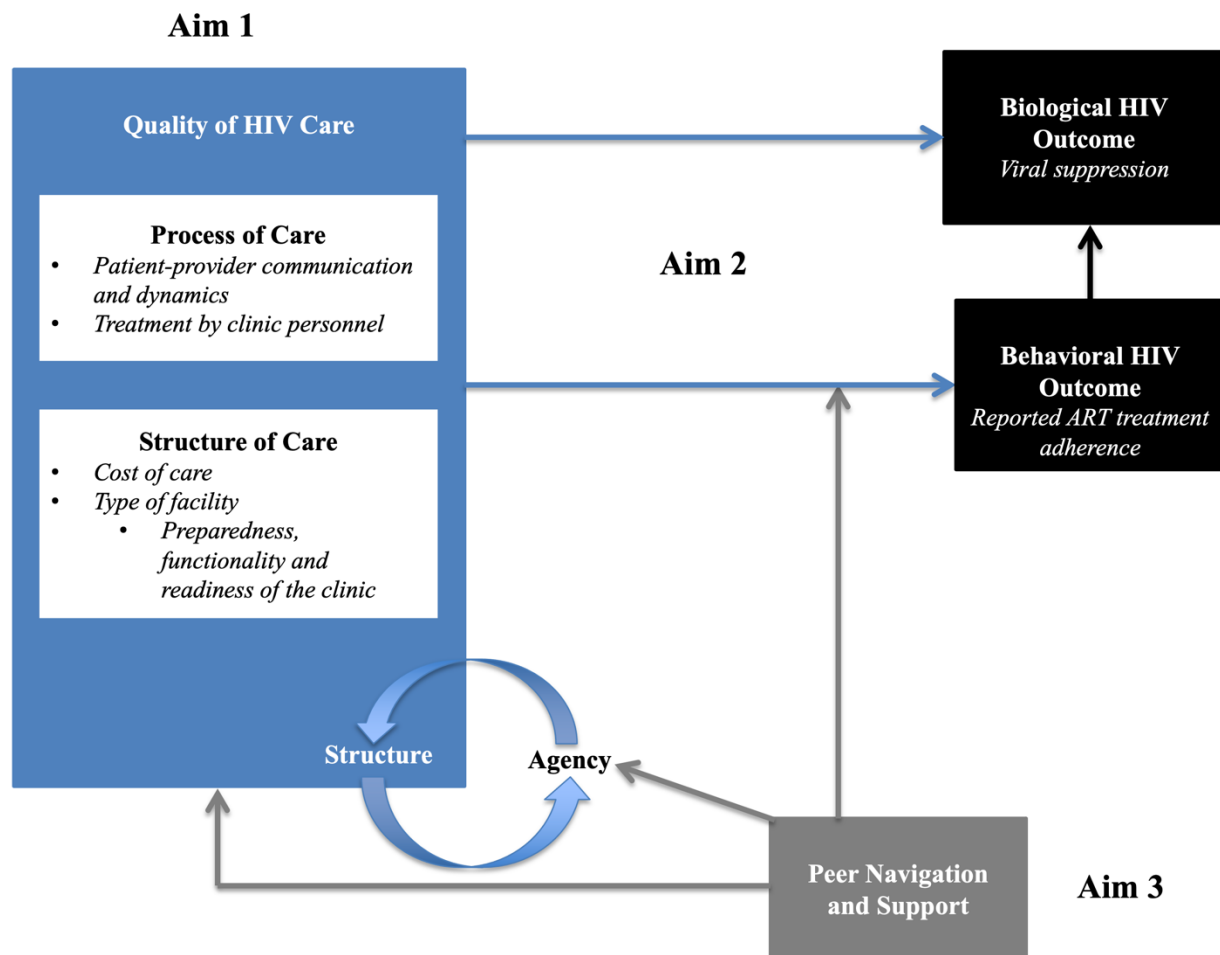 Aim 1
Quality of HIV Care
Process of Care
• Patient-provider communication
and dynamics
• Treatment by clinic personnel
Structure of Care
• Cost of care
• Type of facility
• Preparedness,
functionality and
readiness of the clinic
Structure
Agency
Aim 2
Biological HIV
Outcome
Viral suppression
Behavioral HIV
Outcome
Reported ART treatment
adherence
Peer Navigation
and Support
Aim 3